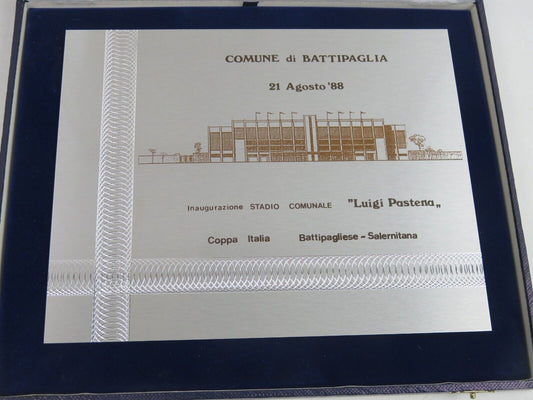 COMUNE di BATTIPAGLIA
21 Agosto '88
Inaugurazione STADIO COMUNALE "Luigi Pastena„
Coppa Italia Battipagliese - Salernitana